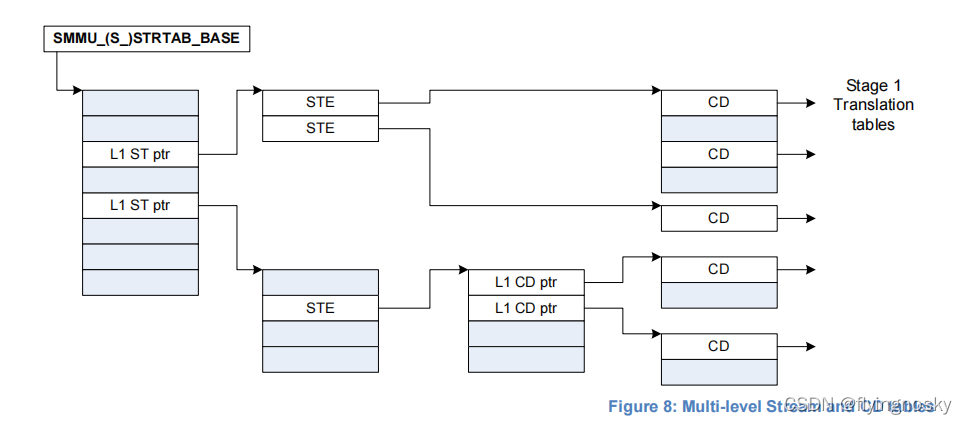 SMMU_(S_)STRTAB_BASE
STE
STE
L1 ST ptr
L1 ST ptr
STE
L1 CD ptr
L1 CD ptr
CD
CD
CD
CD
CD
Stage 1
Translation
tables
Figure 8: Multi-level Stream and CD tables
CSDN @flyingnosky